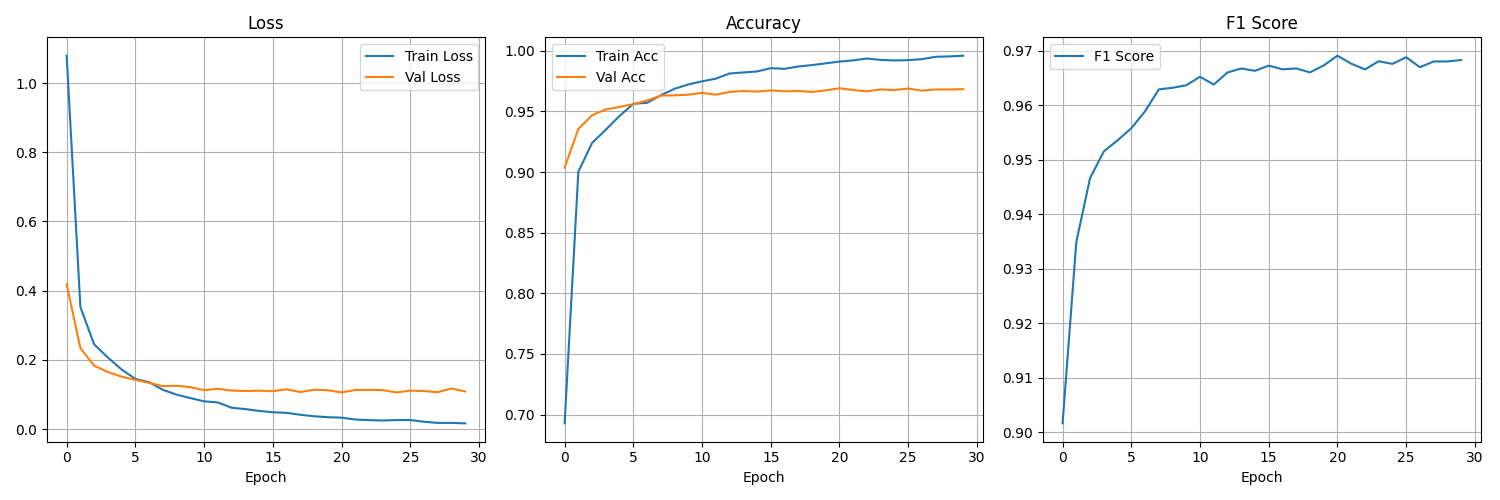 Loss
Train Loss
Val Loss
1.0
0.8
0.6
0.4
0.2
0.0
0 5 10 15 20 25 30
Epoch
Accuracy
Train Acc
Val Acc
1.00
0.95
0.90
0.85
0.80
0.75
0.70
0 5 10 15 20 25 30
Epoch
F1 Score
F1 Score
0.97
0.96
0.95
0.94
0.93
0.92
0.91
0.90
0 5 10 15 20 25 30
Epoch